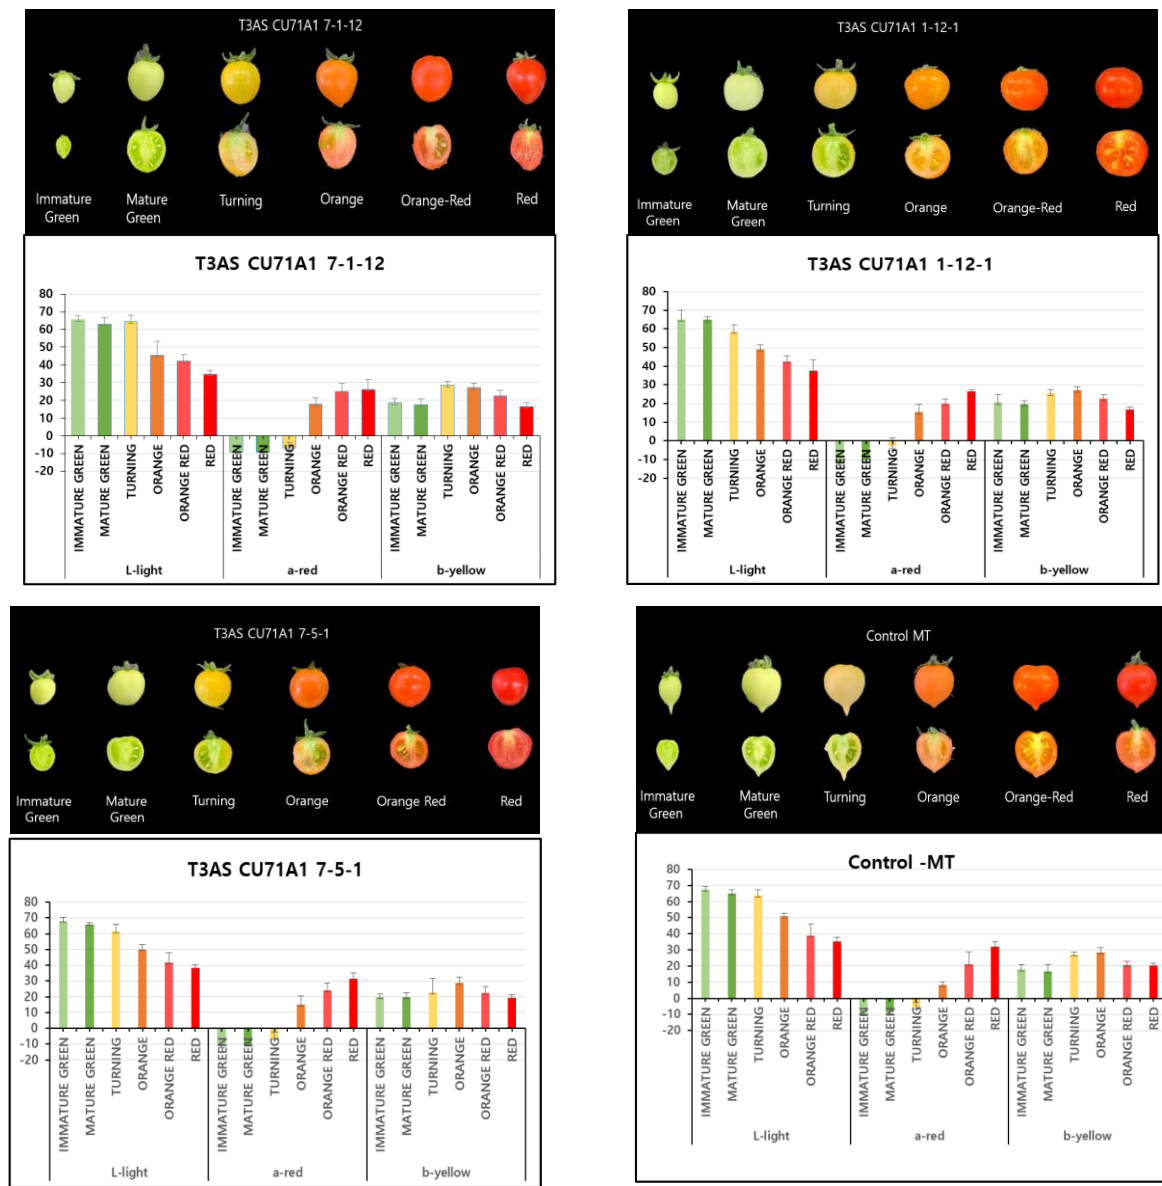 T3AS CU71A1 7-1-12
Immature Green
Mature Green
Turning
Orange
Orange-Red
Red
T3AS CU71A1 7-1-12
80
70
60
50
40
30
20
10
0
-10
-20
IMMATURE GREEN
MATURE GREEN
TURNING
ORANGE
ORANGE RED
RED
IMMATURE GREEN
MATURE GREEN
TURNING
ORANGE
ORANGE RED
RED
IMMATURE GREEN
MATURE GREEN
TURNING
ORANGE
ORANGE RED
RED
L-light
a-red
b-yellow
T3AS CU71A1 1-12-1
Immature Green
Mature Green
Turning
Orange
Orange-Red
Red
T3AS CU71A1 1-12-1
80
70
60
50
40
30
20
10
0
-10
-20
IMMATURE GREEN
MATURE GREEN
TURNING
ORANGE
ORANGE RED
RED
IMMATURE GREEN
MATURE GREEN
TURNING
ORANGE
ORANGE RED
RED
IMMATURE GREEN
MATURE GREEN
TURNING
ORANGE
ORANGE RED
RED
L-light
a-red
b-yellow
T3AS CU71A1 7-5-1
Immature Green
Mature Green
Turning
Orange
Orange Red
Red
T3AS CU71A1 7-5-1
80
70
60
50
40
30
20
10
0
-10
-20
IMMATURE GREEN
MATURE GREEN
TURNING
ORANGE
ORANGE RED
RED
IMMATURE GREEN
MATURE GREEN
TURNING
ORANGE
ORANGE RED
RED
IMMATURE GREEN
MATURE GREEN
TURNING
ORANGE
ORANGE RED
RED
L-light
a-red
b-yellow
Control MT
Immature Green
Mature Green
Turning
Orange
Orange-Red
Red
Control -MT
80
70
60
50
40
30
20
10
0
-10
-20
IMMATURE GREEN
MATURE GREEN
TURNING
ORANGE
ORANGE RED
RED
IMMATURE GREEN
MATURE GREEN
TURNING
ORANGE
ORANGE RED
RED
IMMATURE GREEN
MATURE GREEN
TURNING
ORANGE
ORANGE RED
RED
L-light
a-red
b-yellow